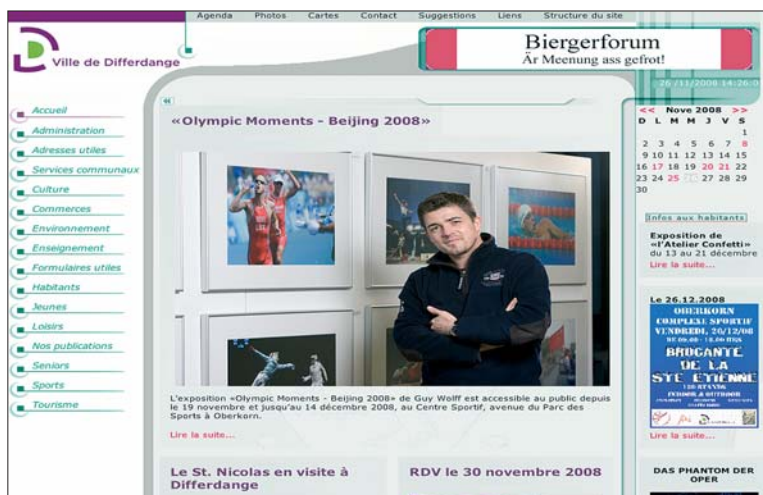 Agenda Photos Cartes Contact Suggestions Liens Structure du site
Ville de Differdange
Biergerforum
Är Meenung ass gefrot!
26 /11/2008 14:26:0
Accueil
Administration
Adresses utiles
Services communaux
Culture
Commerces
Environnement
Enseignement
Formulaires utiles
Habitants
Jeunes
Loisirs
Nos publications
Seniors
Sports
Tourisme
«Olympic Moments - Beijing 2008»
L'exposition «Olympic Moments - Beijing 2008» de Guy Wolff est accessible au public depuis
le 19 novembre et jusqu'au 14 décembre 2008, au Centre Sportif, avenue du Parc des
Sports à Oberkorn.
Lire la suite...
Le St. Nicolas en visite à
Differdange
RDV le 30 novembre 2008
<< Nove 2008 >>
D L M M J V S
1
2 3 4 5 6 7 8
9 10 11 12 13 14 15
16 17 18 19 20 21 22
23 24 25 27 28 29
30
Infos aux habitants
Exposition de
«l'Atelier Confetti»
du 13 au 21 décembre
Lire la suite...
Le 26.12.2008
OBERKORN
COMPLEXE SPORTIF
VENDREDI, 26/12/08
BROCANTE
DE LA
STE ETIENNE
120 STANDS
INDOOR & OUTDOOR
Lire la suite...
DAS PHANTOM DER
OPER